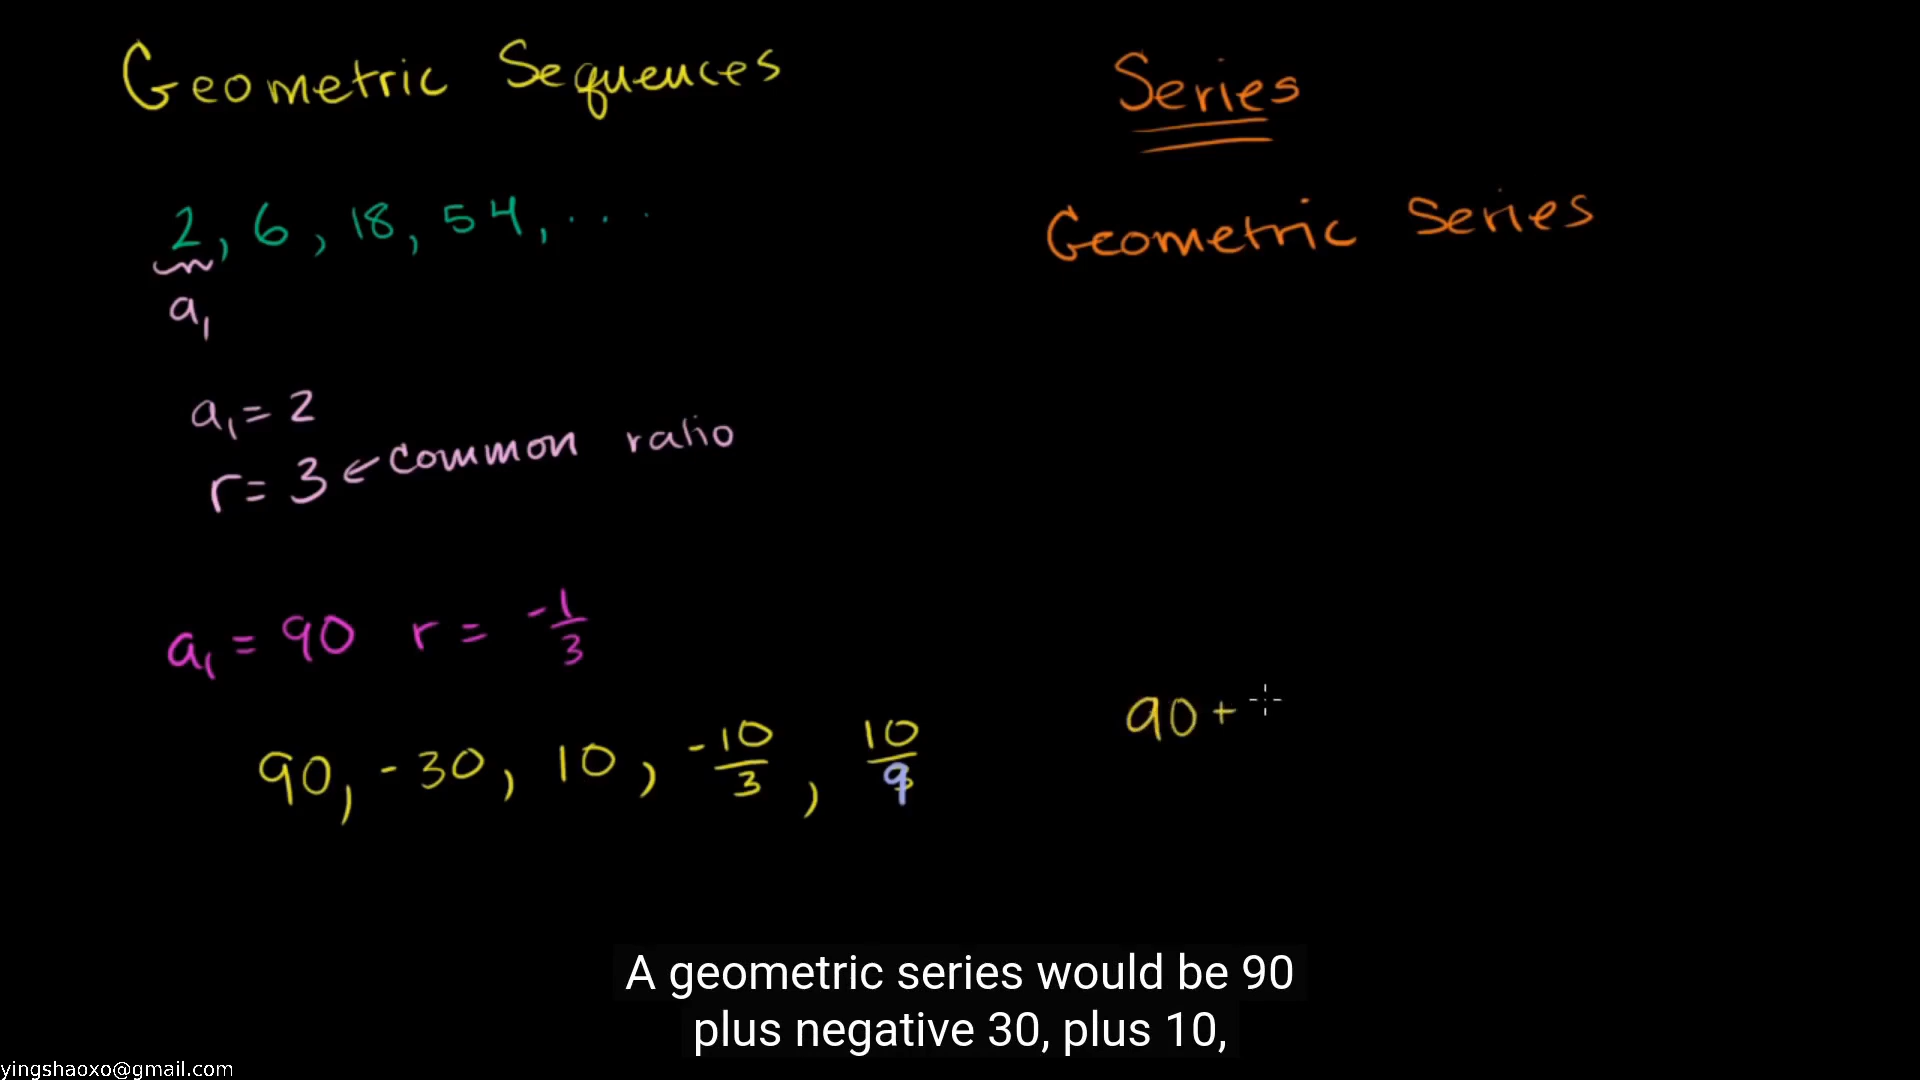 Geometric Sequences
Series
2, 6, 18, 54, ...
Geometric Series
a₁
a₁ = 2
r = 3 ← common ratio
a₁ = 90 r = -1/3
90 +
90, -30, 10, -10/3, 10/9
A geometric series would be 90
plus negative 30, plus 10,
yingshaoxo@gmail.com